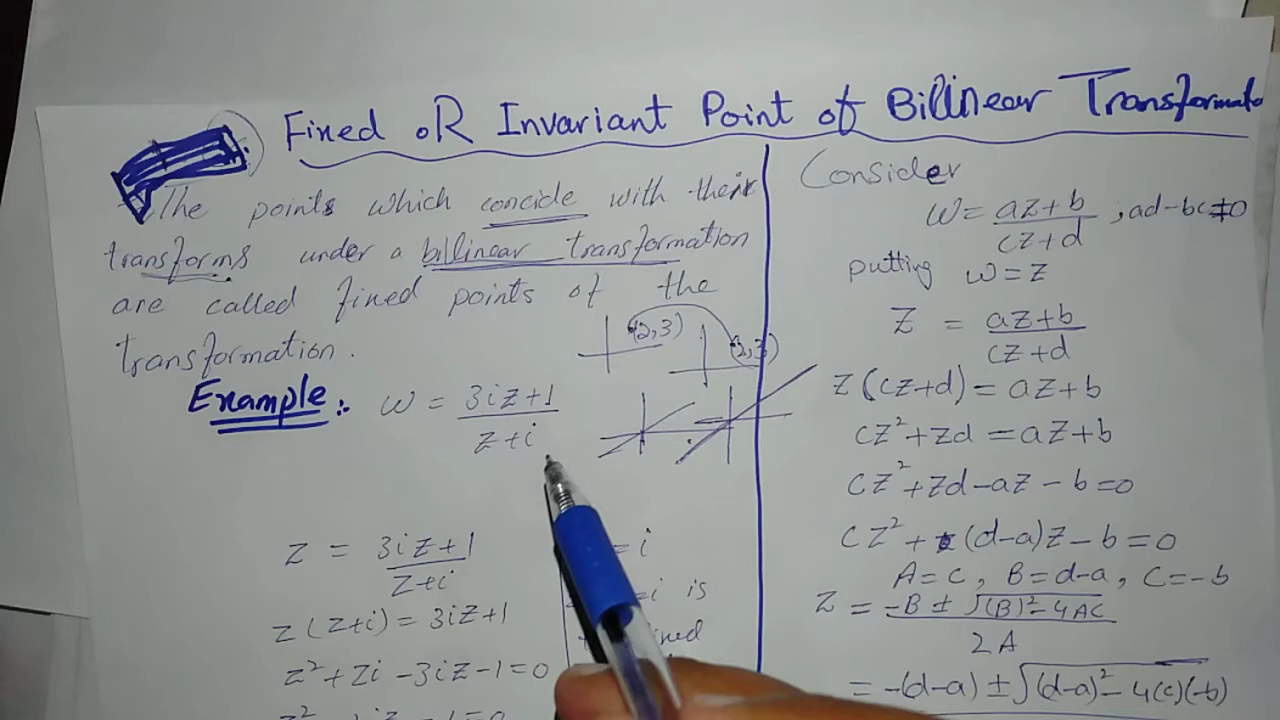 Fixed OR Invariant Point of Bilinear Transformatio
The points which concide with their
transforms under a billinear transformation
are called fixed points of the
transformation.
(2,3) (2,3)
Example:. w = 3iz+1
z+i
z = 3iz+1
z+i
z(z+i) = 3iz+1
z²+zi-3iz-1=0
= i
i is
Consider
w = az+b , ad-bc≠0
cz+d
putting w=z
z = az+b
cz+d
z(cz+d) = az+b
cz²+zd = az+b
cz²+zd-az-b=0
cz²+(d-a)z-b=0
A=c, B=d-a, C=-b
z = -B ± √(B)²-4AC
2A
= -(d-a) ± √(d-a)²-4(c)(-b)